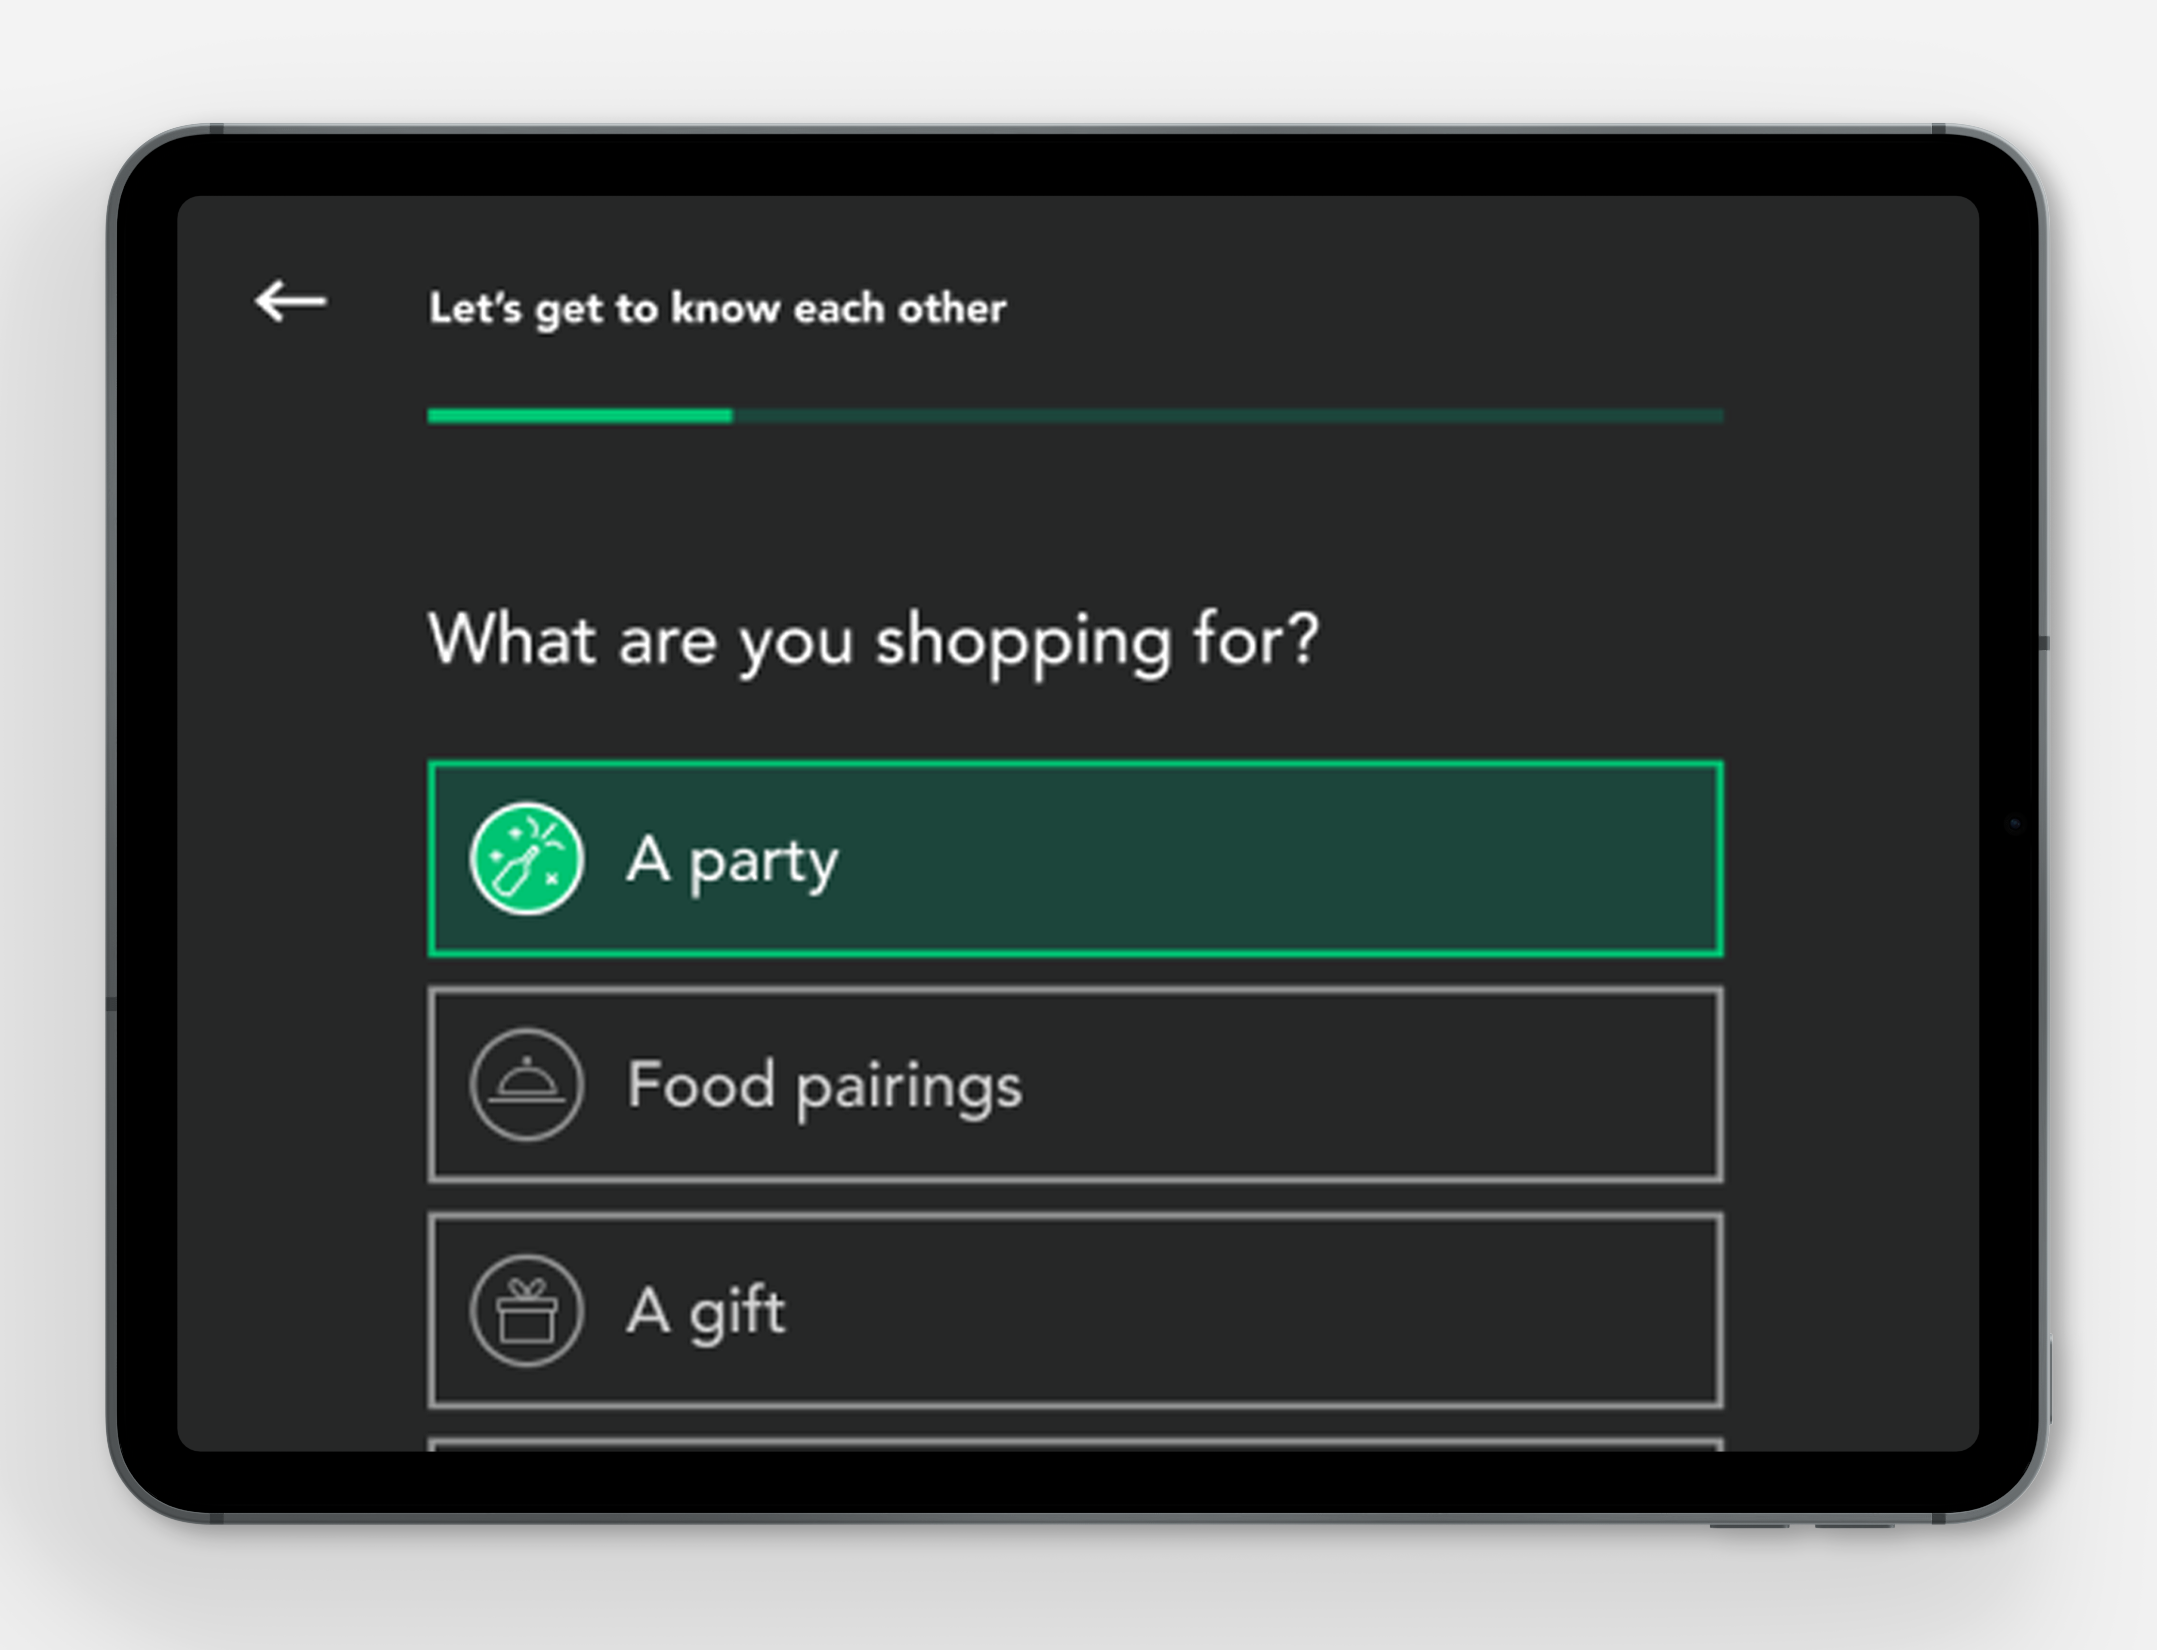 Let’s get to know each other
What are you shopping for?
A party
Food pairings
A gift